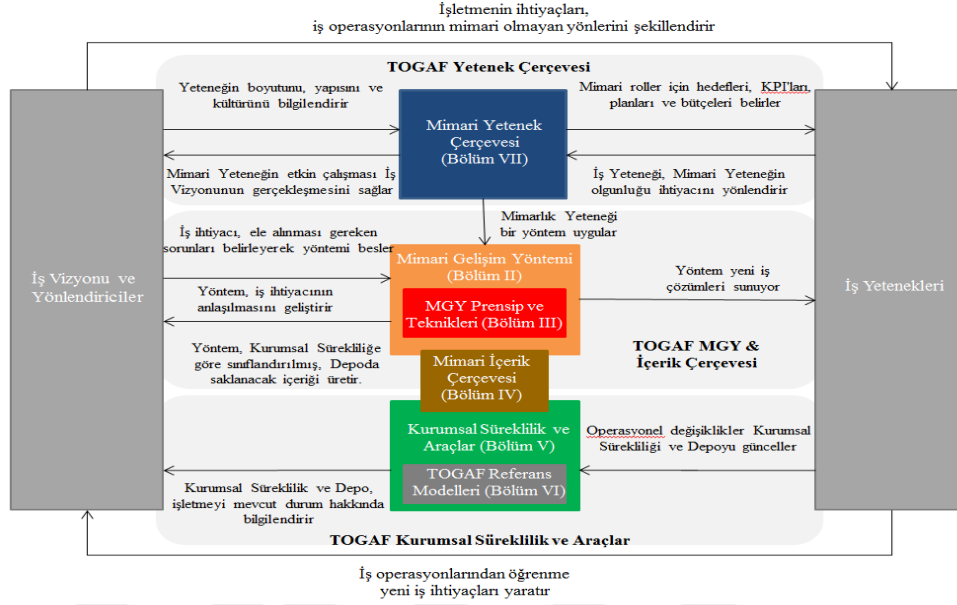 İşletmenin ihtiyaçları,
iş operasyonlarının mimari olmayan yönlerini şekillendirir
TOGAF Yetenek Çerçevesi
Yeteneğin boyutunu, yapısını ve
kültürünü bilgilendirir
Mimari roller için hedefleri, KPI'ları,
planları ve bütçeleri belirler
Mimari Yetenek
Çerçevesi
(Bölüm VII)
Mimari Yeteneğin etkin çalışması İş
Vizyonunun gerçekleşmesini sağlar
İş Yeteneği, Mimari Yeteneğin
olgunluğu ihtiyacını yönlendirir
Mimarlık Yeteneği
bir yöntem uygular
İş ihtiyacı, ele alınması gereken
sorunları belirleyerek yöntemi besler
İş Vizyonu ve
Yönlendiriciler
Mimari Gelişim Yöntemi
(Bölüm II)
MGY Prensip ve
Teknikleri (Bölüm III)
Yöntem yeni iş
çözümleri sunuyor
İş Yetenekleri
Yöntem, iş ihtiyacının
anlaşılmasını geliştirir
TOGAF MGY &
İçerik Çerçevesi
Yöntem, Kurumsal Sürekliliğe
göre sınıflandırılmış, Depoda
saklanacak içeriği üretir.
Mimari İçerik
Çerçevesi
(Bölüm IV)
Kurumsal Süreklilik ve
Araçlar (Bölüm V)
TOGAF Referans
Modelleri (Bölüm VI)
Operasyonel değişiklikler Kurumsal
Sürekliliği ve Depoyu günceller
Kurumsal Süreklilik ve Depo,
işletmeyi mevcut durum hakkında
bilgilendirir
TOGAF Kurumsal Süreklilik ve Araçlar
İş operasyonlarından öğrenme
yeni iş ihtiyaçları yaratır